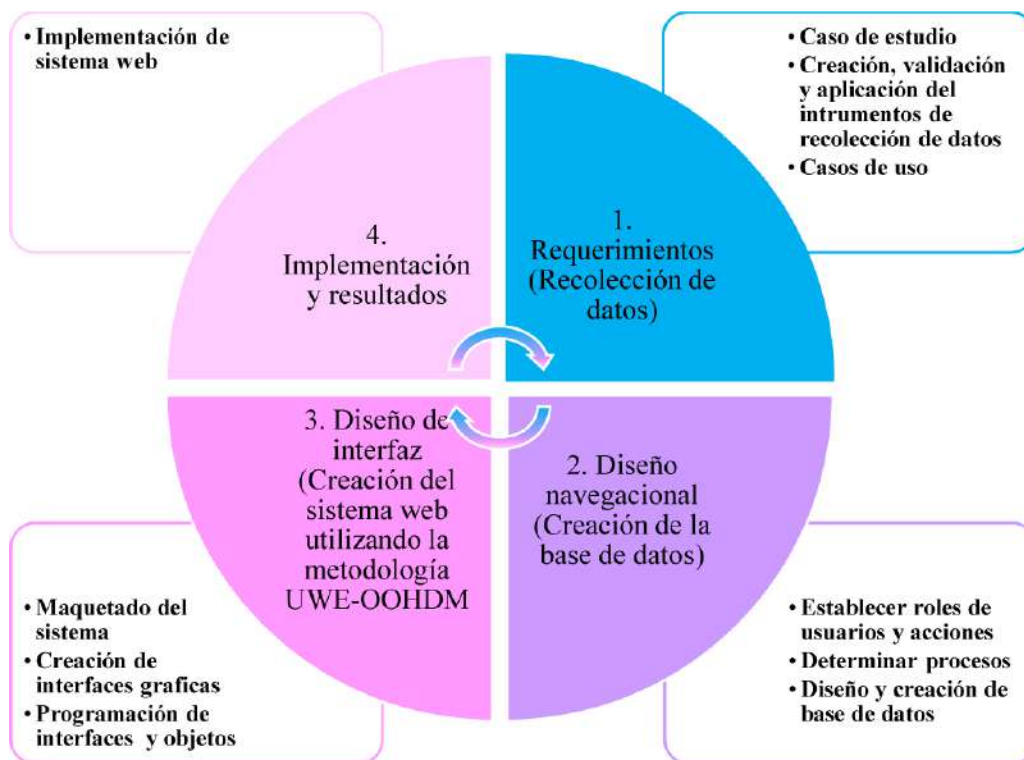 • Implementación de
sistema web
• Caso de estudio
• Creación, validación
y aplicación del
intrumentos de
recolección de datos
• Casos de uso
4.
Implementación
y resultados
1.
Requerimientos
(Recolección de
datos)
3. Diseño de
interfaz
(Creación del
sistema web
utilizando la
metodología
UWE-OOHDM
2. Diseño
navegacional
(Creación de la
base de datos)
• Maquetado del
sistema
• Creación de
interfaces graficas
• Programación de
interfaces y objetos
• Establecer roles de
usuarios y acciones
• Determinar procesos
• Diseño y creación de
base de datos